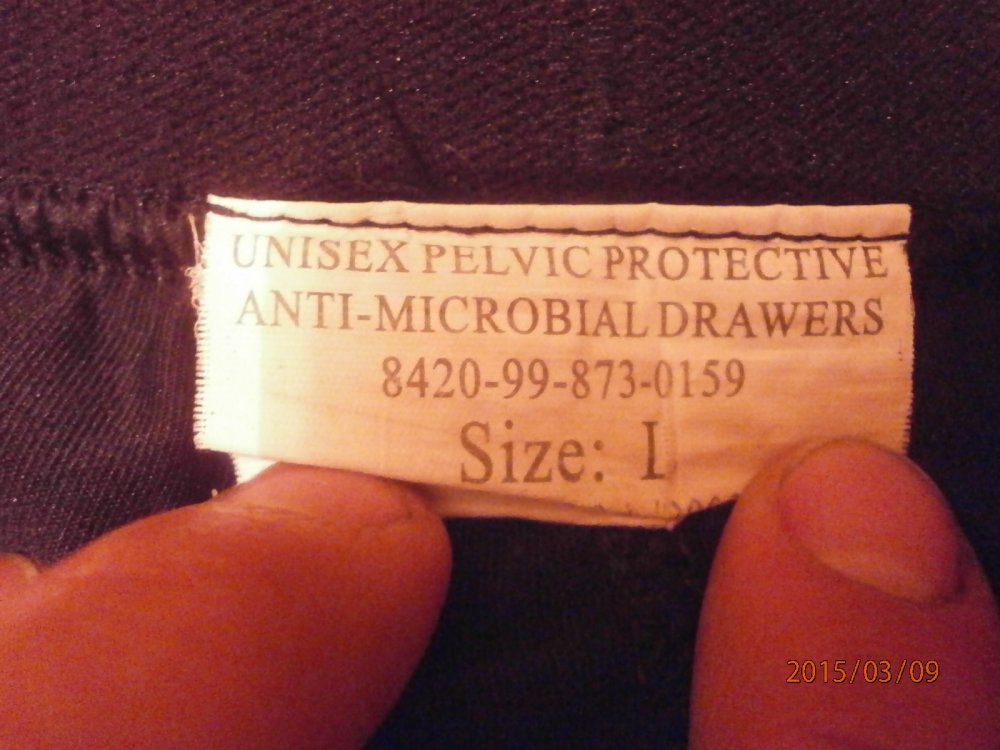 UNISEX PELVIC PROTECTIVE
ANTI-MICROBIAL DRAWERS
8420-99-873-0159
Size: L
2015/03/09